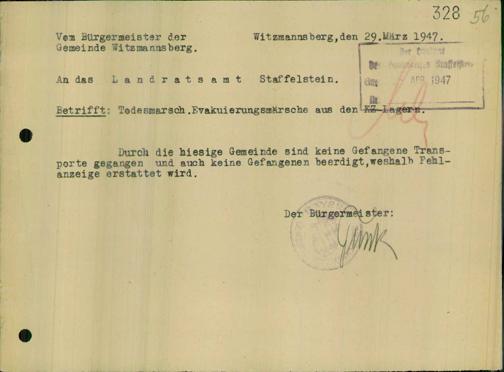 328 56
Vom Bürgermeister der Witzmannsberg,den 29.März 1947.
Gemeinde Witzmannsberg.
An das Landratsamt Staffelstein.
APR. 1947
Betrifft: Todesmarsch.Evakuierungsmärsche aus den KZ-Lagern.
Durch die hiesige Gemeinde sind keine Gefangene Trans-
porte gegangen und auch keine Gefangenen beerdigt,weshalb Fehl-
anzeige erstattet wird.
Der Bürgermeister: